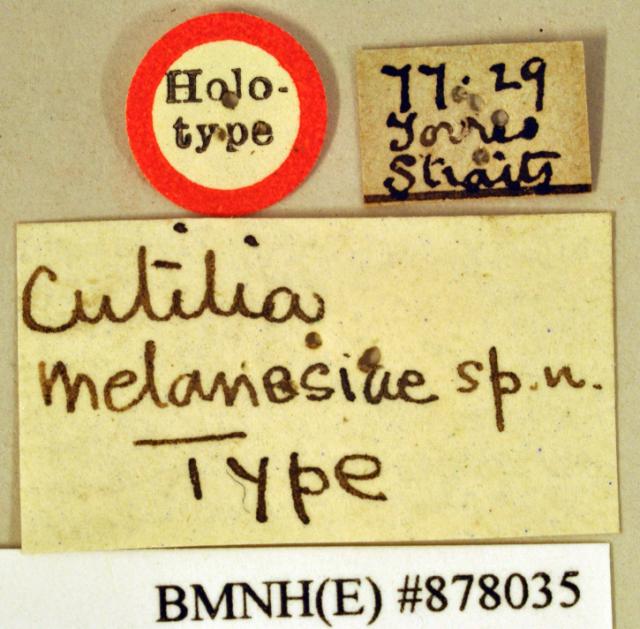 Holo-
type
77·29
Torres
Straits
Cutilia
melanesiae sp.n.
Type
BMNH(E) #878035